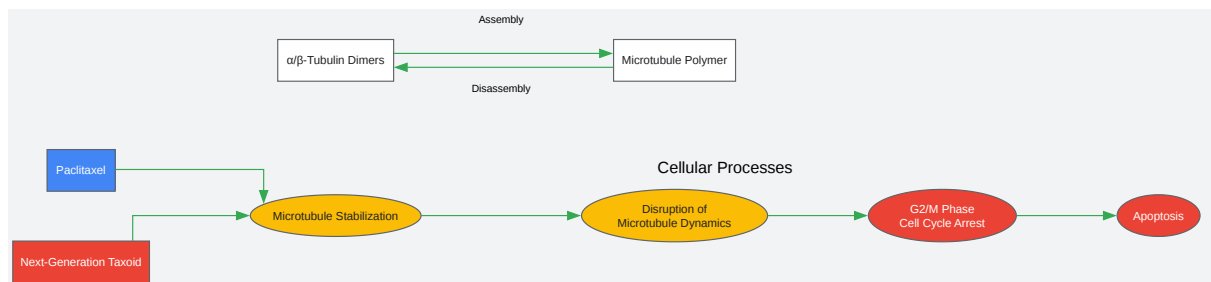 Assembly
α/β-Tubulin Dimers
Microtubule Polymer
Disassembly
Paclitaxel
Cellular Processes
Microtubule Stabilization
Disruption of
Microtubule Dynamics
G2/M Phase
Cell Cycle Arrest
Apoptosis
Next-Generation Taxoid